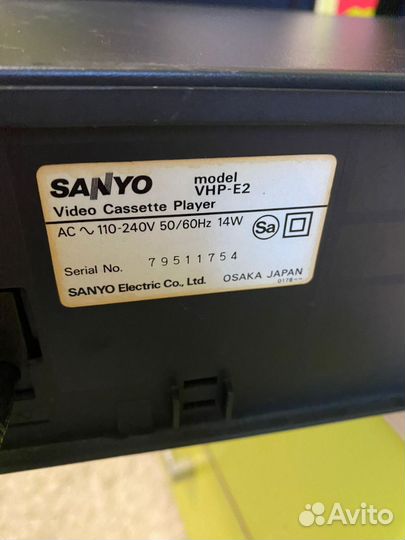 SANYO model
VHP-E2
Video Cassette Player
AC ~ 110-240V 50/60Hz 14W
Sa
Serial No. 79511754
SANYO Electric Co., Ltd. OSAKA JAPAN
Avito